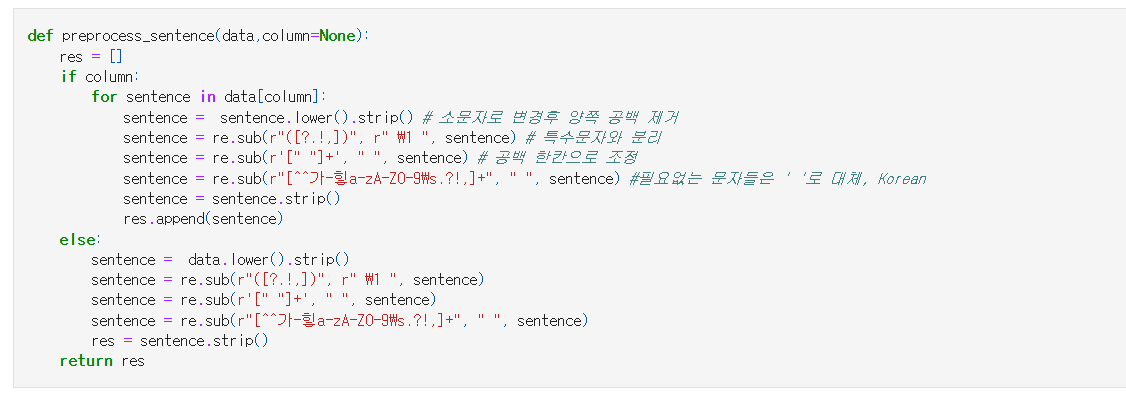 def preprocess_sentence(data,column=None):
    res = []
    if column:
        for sentence in data[column]:
            sentence =  sentence.lower().strip() # 소문자로 변경후 양쪽 공백 제거
            sentence = re.sub(r"([?.!,])", r" ₩1 ", sentence) # 특수문자와 분리
            sentence = re.sub(r'[" "]+', " ", sentence) # 공백 한칸으로 조정
            sentence = re.sub(r"[^^가-힣a-zA-Z0-9₩s.?!,]+", " ", sentence) #필요없는 문자들은 ' '로 대체, Korean
            sentence = sentence.strip()
            res.append(sentence)
    else:
        sentence =  data.lower().strip()
        sentence = re.sub(r"([?.!,])", r" ₩1 ", sentence)
        sentence = re.sub(r'[" "]+', " ", sentence)
        sentence = re.sub(r"[^^가-힣a-zA-Z0-9₩s.?!,]+", " ", sentence)
        res = sentence.strip()
    return res